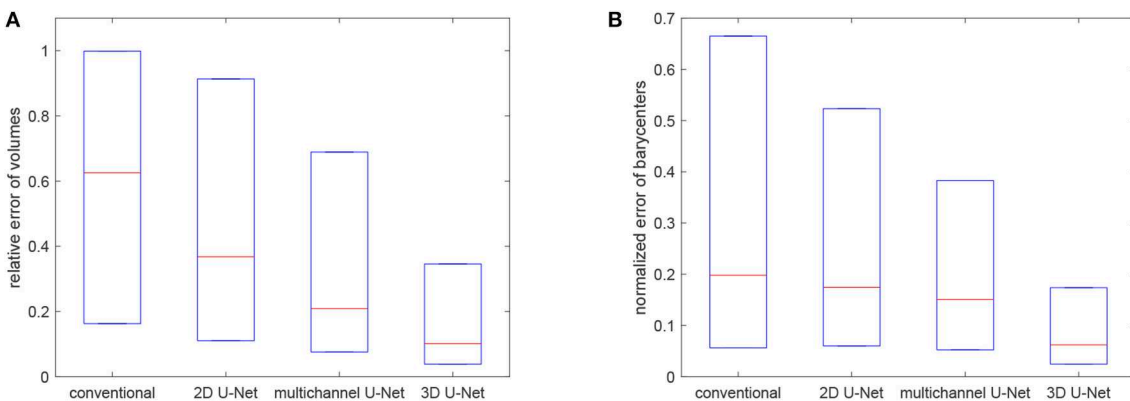 A
relative error of volumes
1
0.8
0.6
0.4
0.2
0
conventional 2D U-Net multichannel U-Net 3D U-Net
B
normalized error of barycenters
0.7
0.6
0.5
0.4
0.3
0.2
0.1
0
conventional 2D U-Net multichannel U-Net 3D U-Net